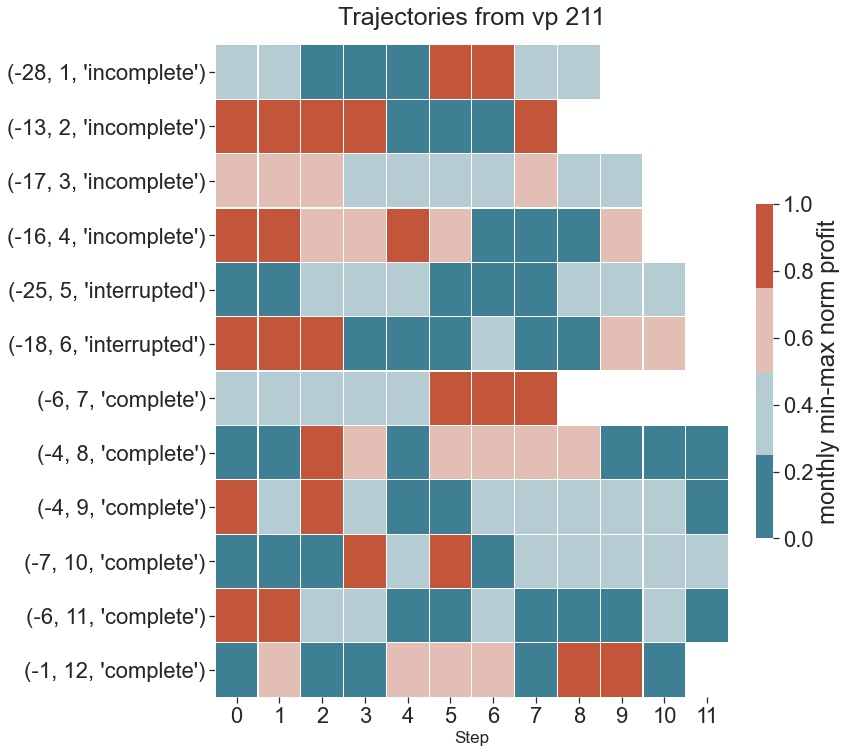 Trajectories from vp 211
(-28, 1, 'incomplete')
(-13, 2, 'incomplete')
(-17, 3, 'incomplete')
(-16, 4, 'incomplete')
(-25, 5, 'interrupted')
(-18, 6, 'interrupted')
(-6, 7, 'complete')
(-4, 8, 'complete')
(-4, 9, 'complete')
(-7, 10, 'complete')
(-6, 11, 'complete')
(-1, 12, 'complete')
0 1 2 3 4 5 6 7 8 9 10 11
Step
1.0
0.8
0.6
0.4
0.2
0.0
monthly min-max norm profit